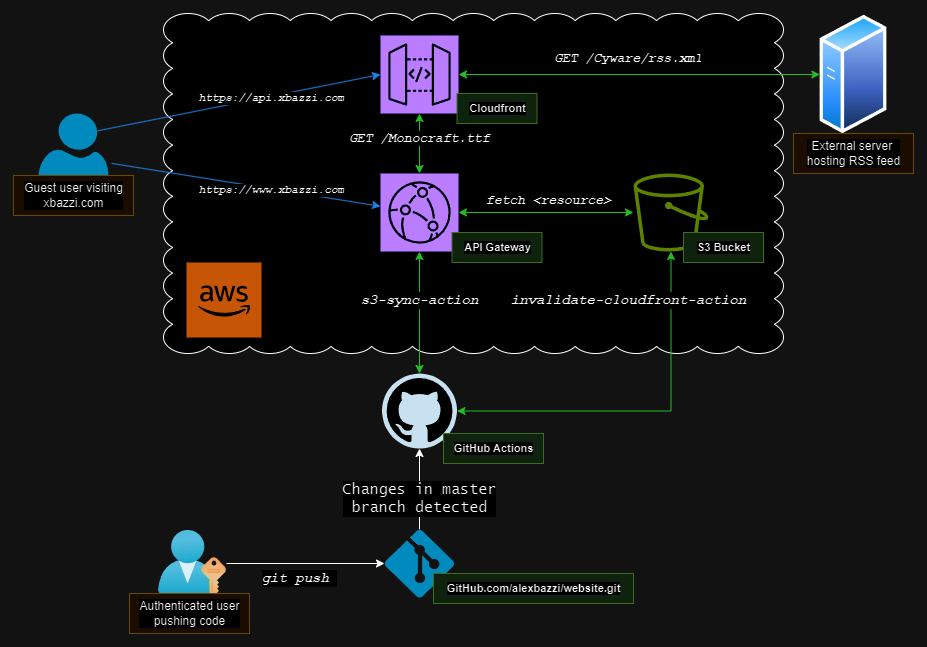 GET /Cyware/rss.xml
https://api.xbazzi.com
Cloudfront
GET /Monocraft.ttf
External server
hosting RSS feed
Guest user visiting
xbazzi.com
https://www.xbazzi.com
fetch <resource>
API Gateway
S3 Bucket
aws
s3-sync-action
invalidate-cloudfront-action
GitHub Actions
Changes in master
branch detected
git push
GitHub.com/alexbazzi/website.git
Authenticated user
pushing code